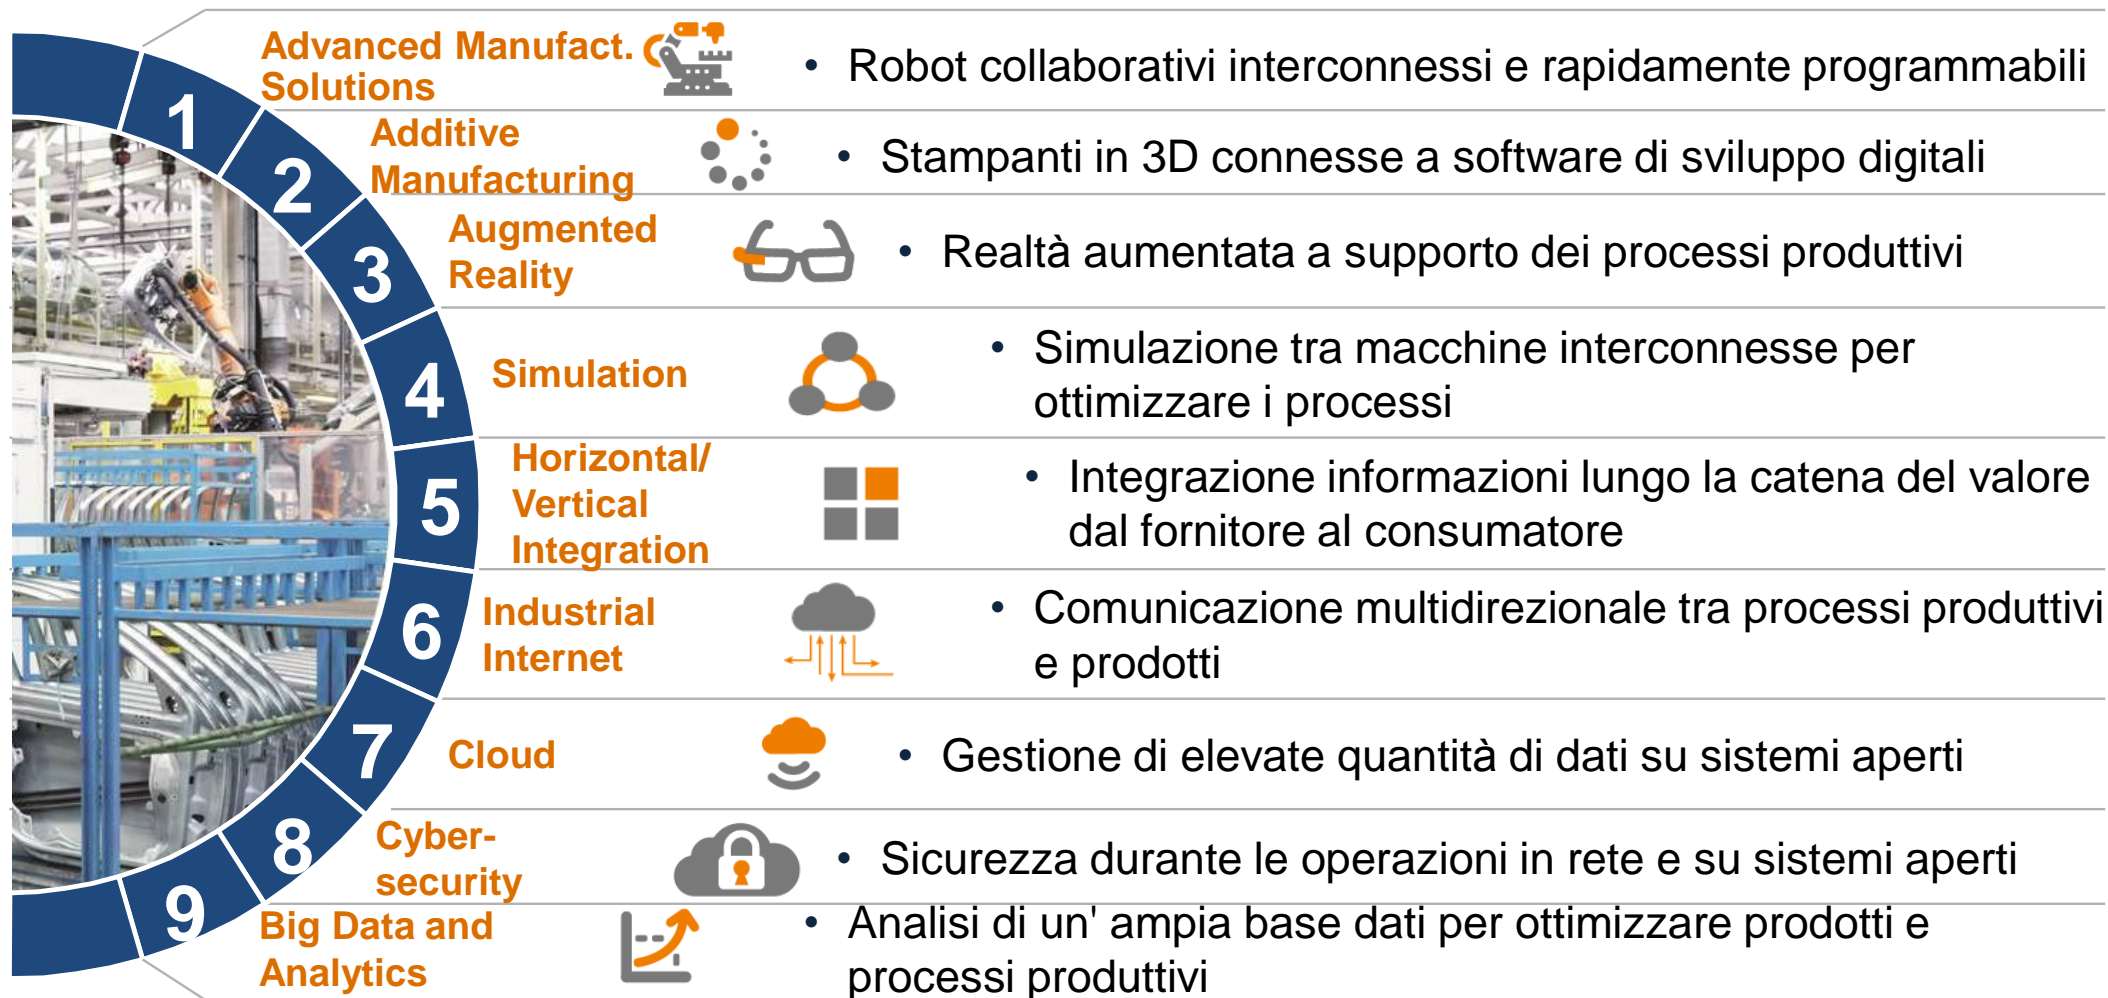 1
Advanced Manufact.
Solutions
• Robot collaborativi interconnessi e rapidamente programmabili
2
Additive
Manufacturing
• Stampanti in 3D connesse a software di sviluppo digitali
3
Augmented
Reality
• Realtà aumentata a supporto dei processi produttivi
4
Simulation
• Simulazione tra macchine interconnesse per
ottimizzare i processi
5
Horizontal/
Vertical
Integration
• Integrazione informazioni lungo la catena del valore
dal fornitore al consumatore
6
Industrial
Internet
• Comunicazione multidirezionale tra processi produttivi
e prodotti
7
Cloud
• Gestione di elevate quantità di dati su sistemi aperti
8
Cyber-
security
• Sicurezza durante le operazioni in rete e su sistemi aperti
9
Big Data and
Analytics
• Analisi di un' ampia base dati per ottimizzare prodotti e
processi produttivi